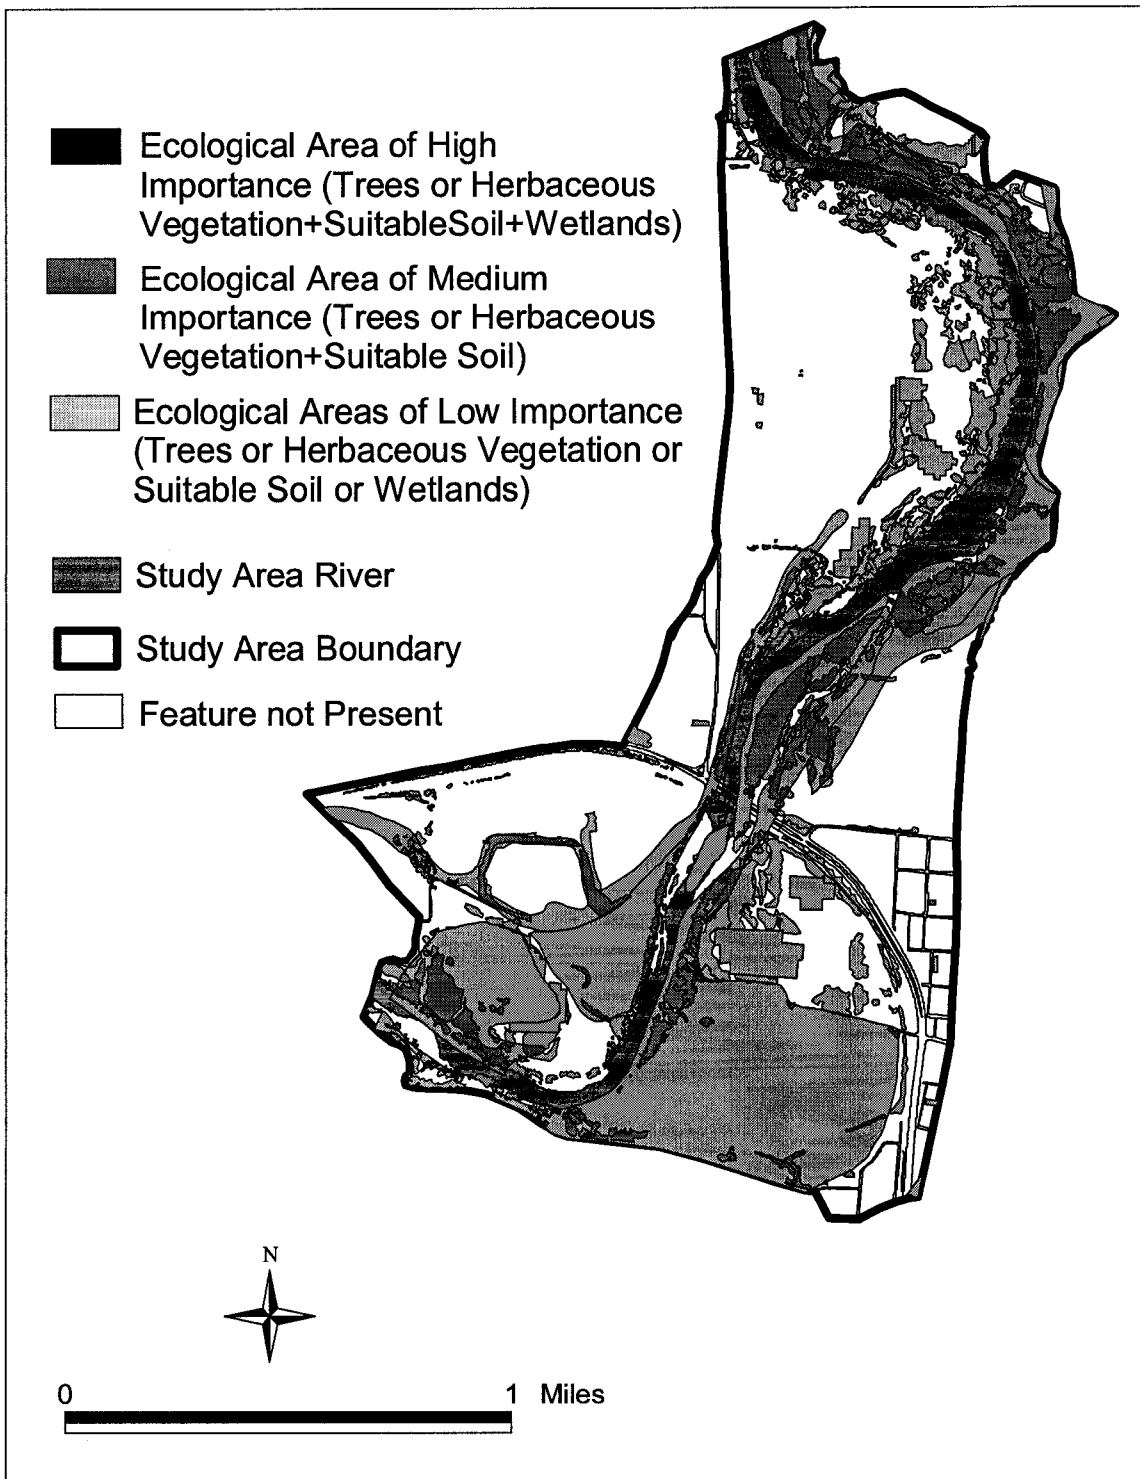 Ecological Area of High
Importance (Trees or Herbaceous
Vegetation+SuitableSoil+Wetlands)
Ecological Area of Medium
Importance (Trees or Herbaceous
Vegetation+Suitable Soil)
Ecological Areas of Low Importance
(Trees or Herbaceous Vegetation or
Suitable Soil or Wetlands)
Study Area River
Study Area Boundary
Feature not Present
N
0 1 Miles